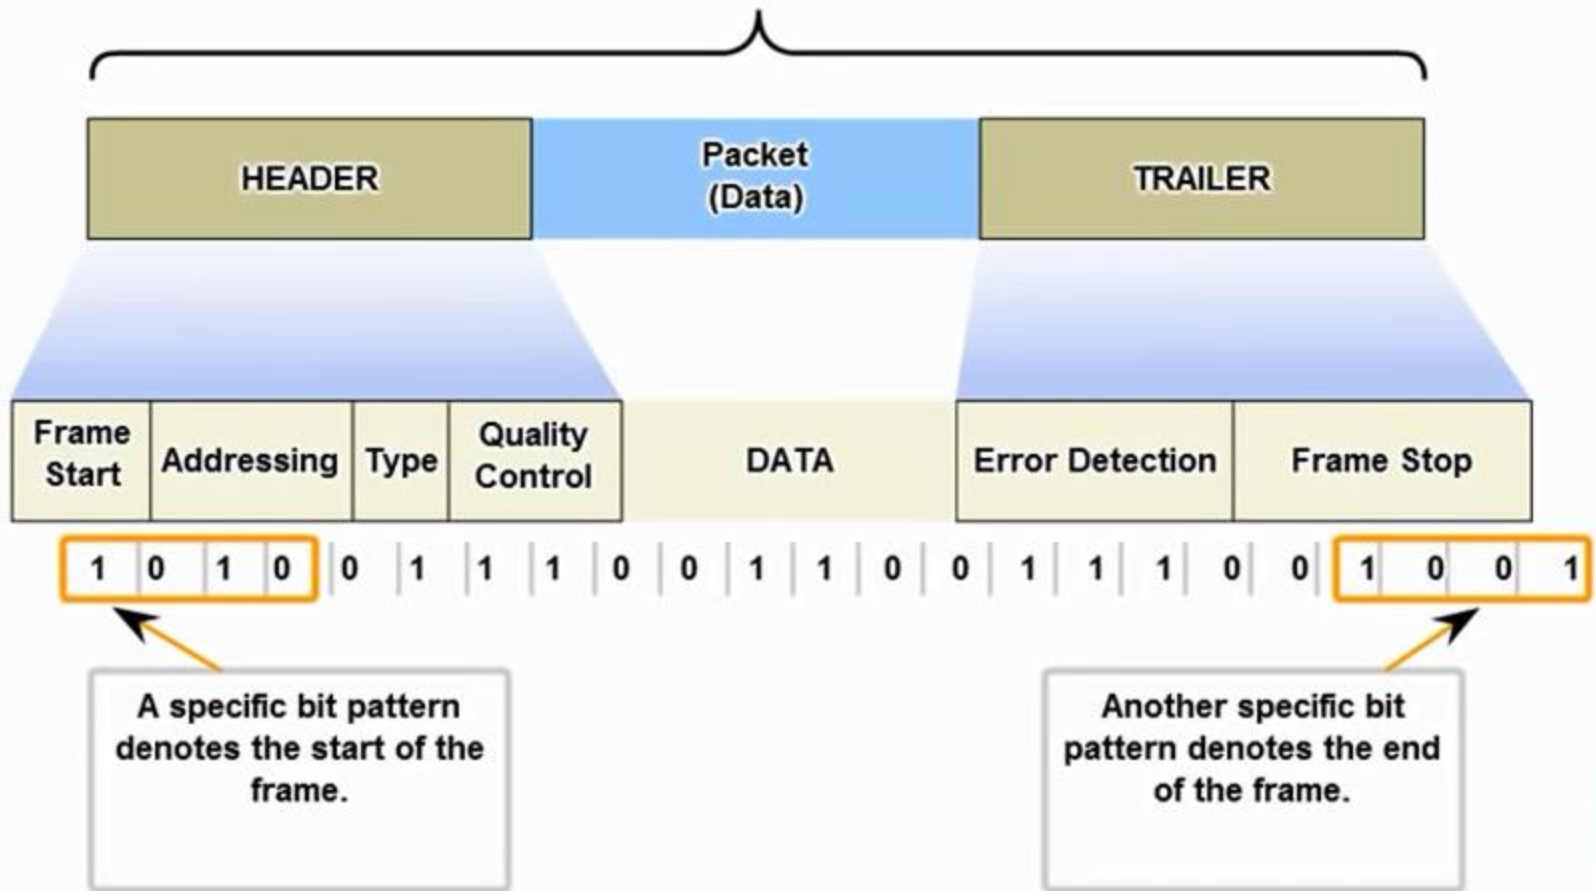 HEADER
Packet
(Data)
TRAILER
Frame
Start
Addressing
Type
Quality
Control
DATA
Error Detection
Frame Stop
1 0 1 0 0 1 1 1 0 0 1 1 0 0 1 1 1 0 0 1 0 0 1
A specific bit pattern
denotes the start of the
frame.
Another specific bit
pattern denotes the end
of the frame.